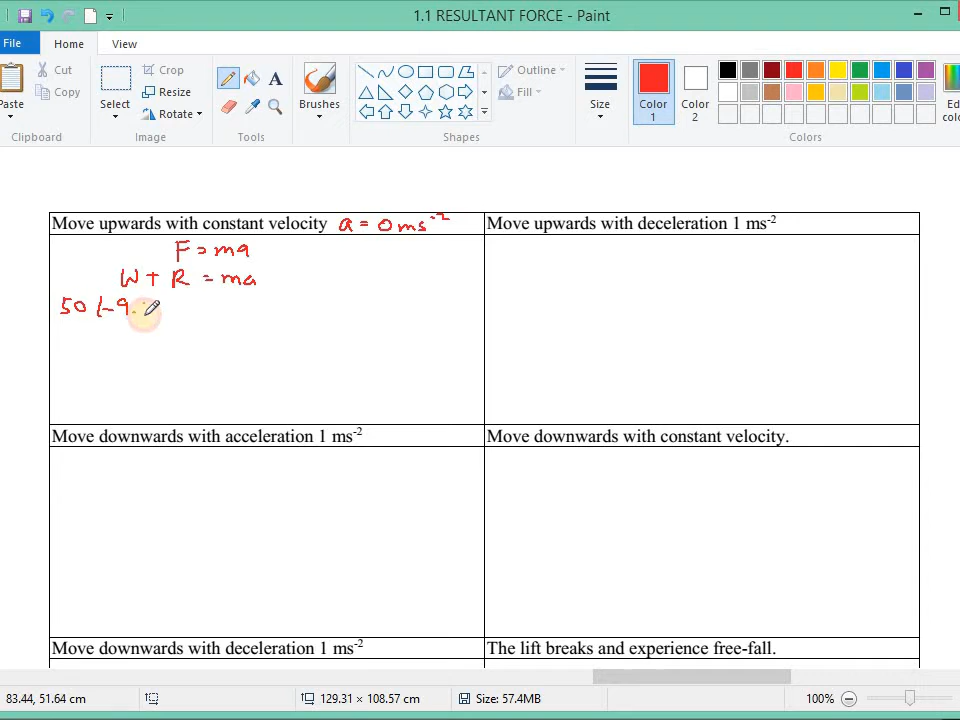 1.1 RESULTANT FORCE - Paint
File Home View
Paste Cut Copy Select Crop Resize Rotate Brushes Outline Fill Size Color 1 Color 2
Clipboard Image Tools Shapes Colors
Move upwards with constant velocity a = 0 ms⁻²
F = ma
W + R = ma
50 (-9.
Move upwards with deceleration 1 ms⁻²
Move downwards with acceleration 1 ms⁻²
Move downwards with constant velocity.
Move downwards with deceleration 1 ms⁻²
The lift breaks and experience free-fall.
83.44, 51.64 cm 129.31 × 108.57 cm Size: 57.4MB 100%